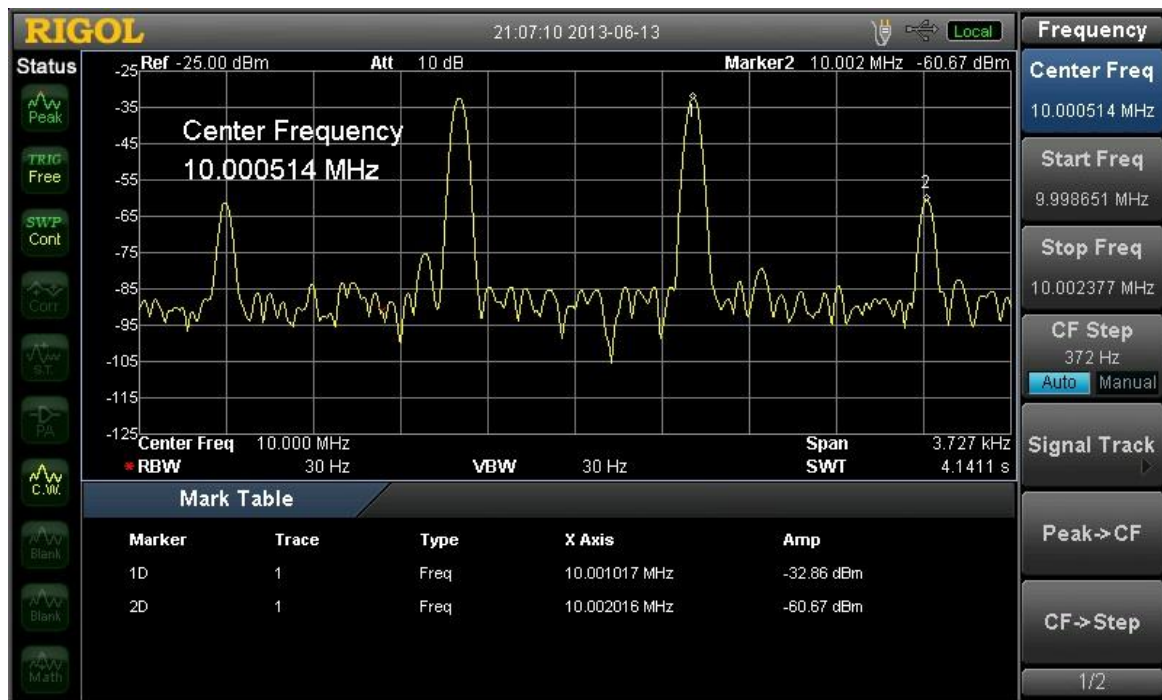 RIGOL
21:07:10 2013-06-13
Local
Status
Peak
TRIG
Free
SWP
Cont
Corr
S.T.
PA
C.W.
Blank
Blank
Math
Ref -25.00 dBm Att 10 dB Marker2 10.002 MHz -60.67 dBm
-25
-35
-45
-55
-65
-75
-85
-95
-105
-115
-125
Center Frequency
10.000514 MHz
1
2
Center Freq 10.000 MHz Span 3.727 kHz
*RBW 30 Hz VBW 30 Hz SWT 4.1411 s
Mark Table
Marker Trace Type X Axis Amp
1D 1 Freq 10.001017 MHz -32.86 dBm
2D 1 Freq 10.002016 MHz -60.67 dBm
Frequency
Center Freq
10.000514 MHz
Start Freq
9.998651 MHz
Stop Freq
10.002377 MHz
CF Step
372 Hz
Auto Manual
Signal Track
Peak->CF
CF->Step
1/2